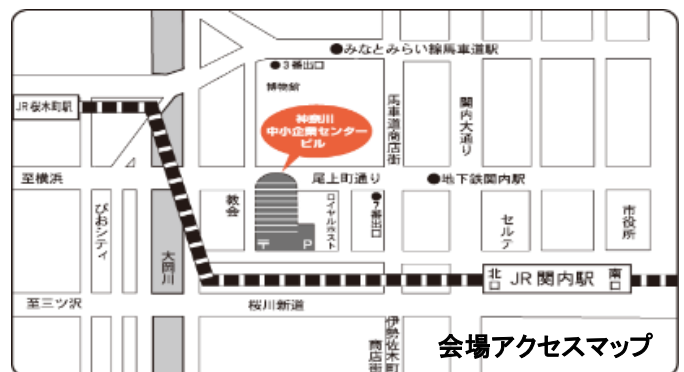 ●みなとみらい線馬車道駅
●3番出口
博物館
JR桜木町駅
神奈川
中小企業センター
ビル
馬車道商店街
関内大通り
至横浜
尾上町通り
●地下鉄関内駅
ぴおシティ
教会
ロイヤルホスト
●7番出口
セルテ
市役所
大岡川
〒
P
北口
JR関内駅
南口
至三ツ沢
桜川新道
伊勢佐木町
商店街
会場アクセスマップ